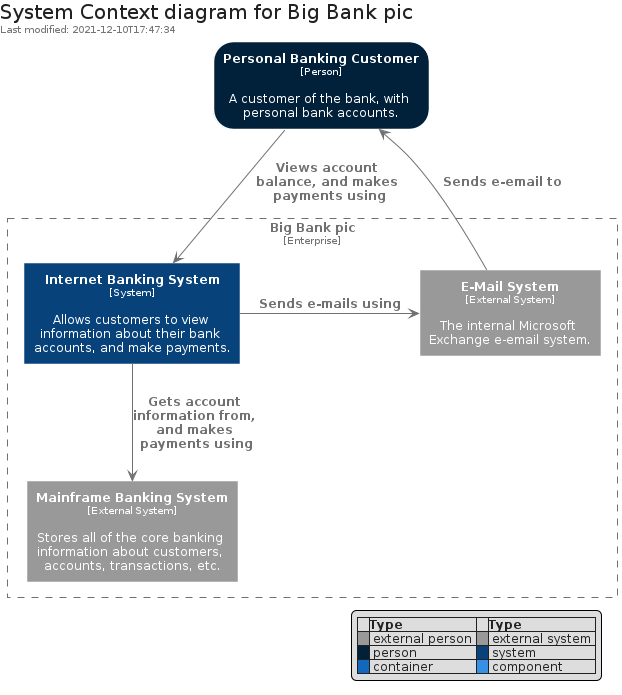 System Context diagram for Big Bank pic
Last modified: 2021-12-10T17:47:34
Personal Banking Customer
[Person]
A customer of the bank, with
personal bank accounts.
Views account
balance, and makes
payments using
Sends e-email to
Big Bank pic
[Enterprise]
Internet Banking System
[System]
Allows customers to view
information about their bank
accounts, and make payments.
Sends e-mails using
E-Mail System
[External System]
The internal Microsoft
Exchange e-email system.
Gets account
information from,
and makes
payments using
Mainframe Banking System
[External System]
Stores all of the core banking
information about customers,
accounts, transactions, etc.
Type Type
external person external system
person system
container component